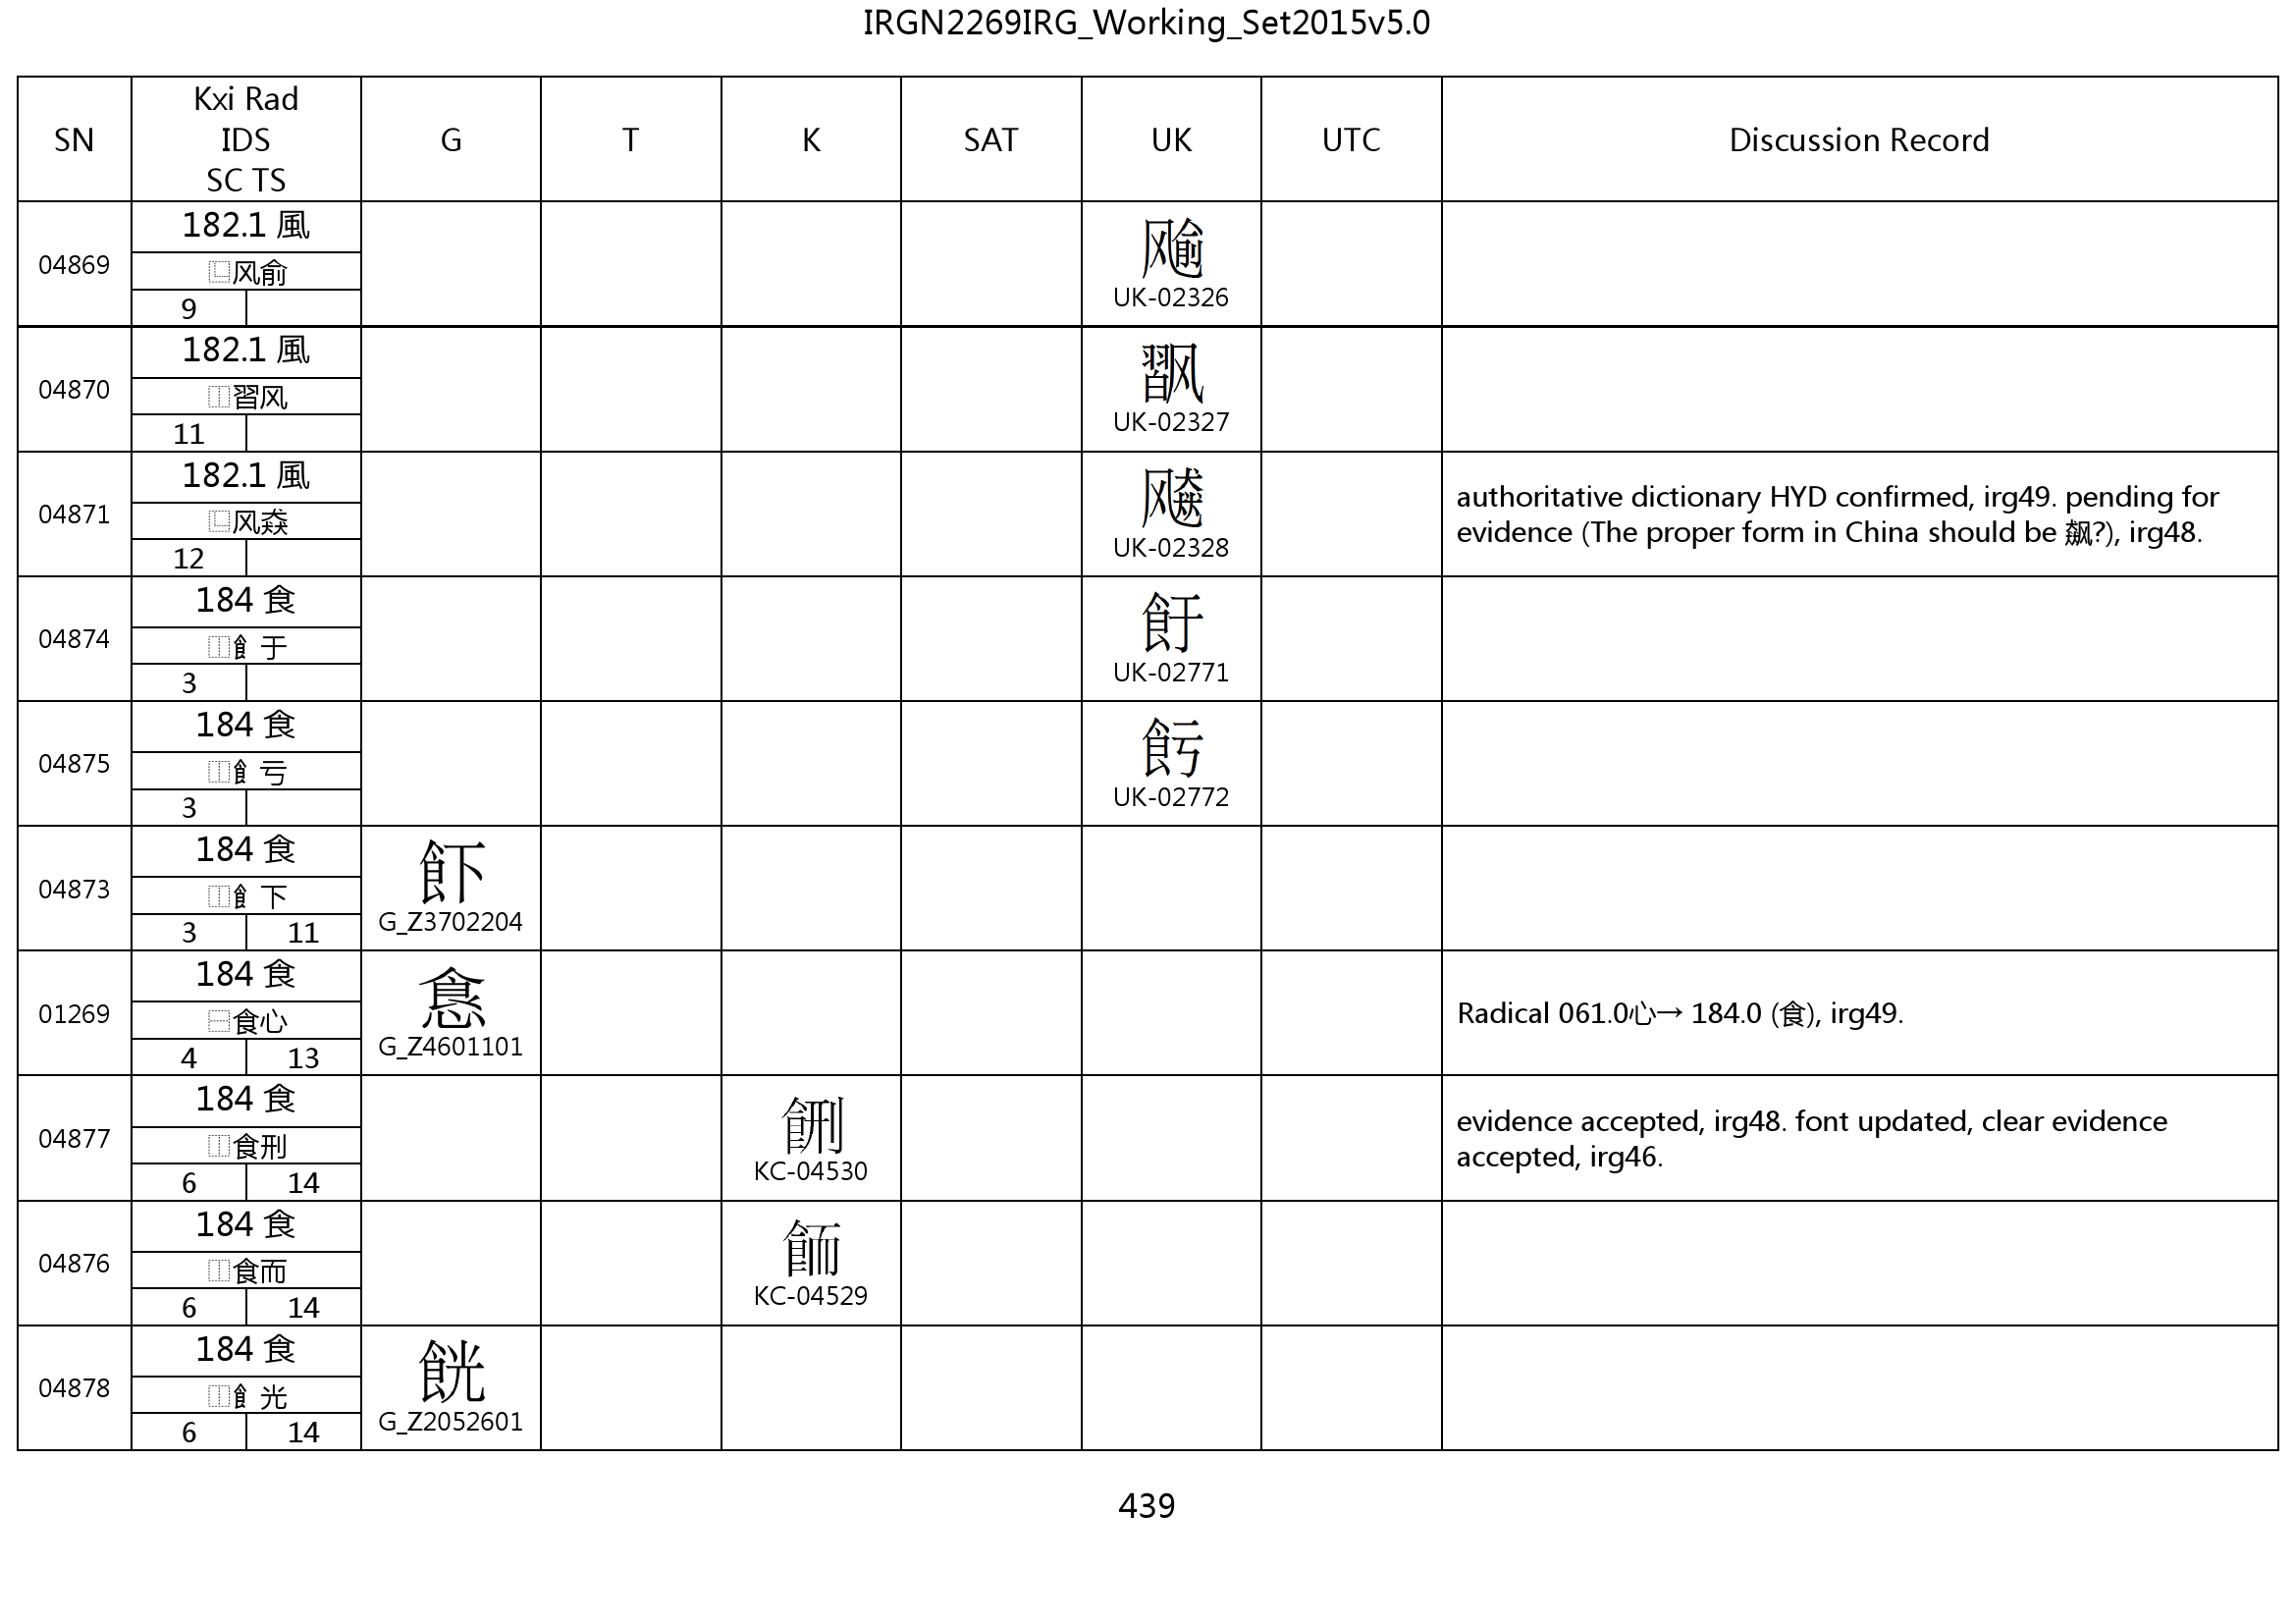 IRGN2269IRG_Working_Set2015v5.0
SN
Kxi Rad
IDS
SC TS
G
T
K
SAT
UK
UTC
Discussion Record
04869
182.1 風
⿺风俞
9
UK-02326
04870
182.1 風
⿰習风
11
UK-02327
04871
182.1 風
⿺风猋
12
UK-02328
authoritative dictionary HYD confirmed, irg49. pending for
evidence (The proper form in China should be 飙?), irg48.
04874
184 食
⿰飠于
3
UK-02771
04875
184 食
⿰飠亏
3
UK-02772
04873
184 食
⿰飠下
3 11
G_Z3702204
01269
184 食
⿱食心
4 13
G_Z4601101
Radical 061.0心→ 184.0 (食), irg49.
04877
184 食
⿰食刑
6 14
KC-04530
evidence accepted, irg48. font updated, clear evidence
accepted, irg46.
04876
184 食
⿰食而
6 14
KC-04529
04878
184 食
⿰飠光
6 14
G_Z2052601
439